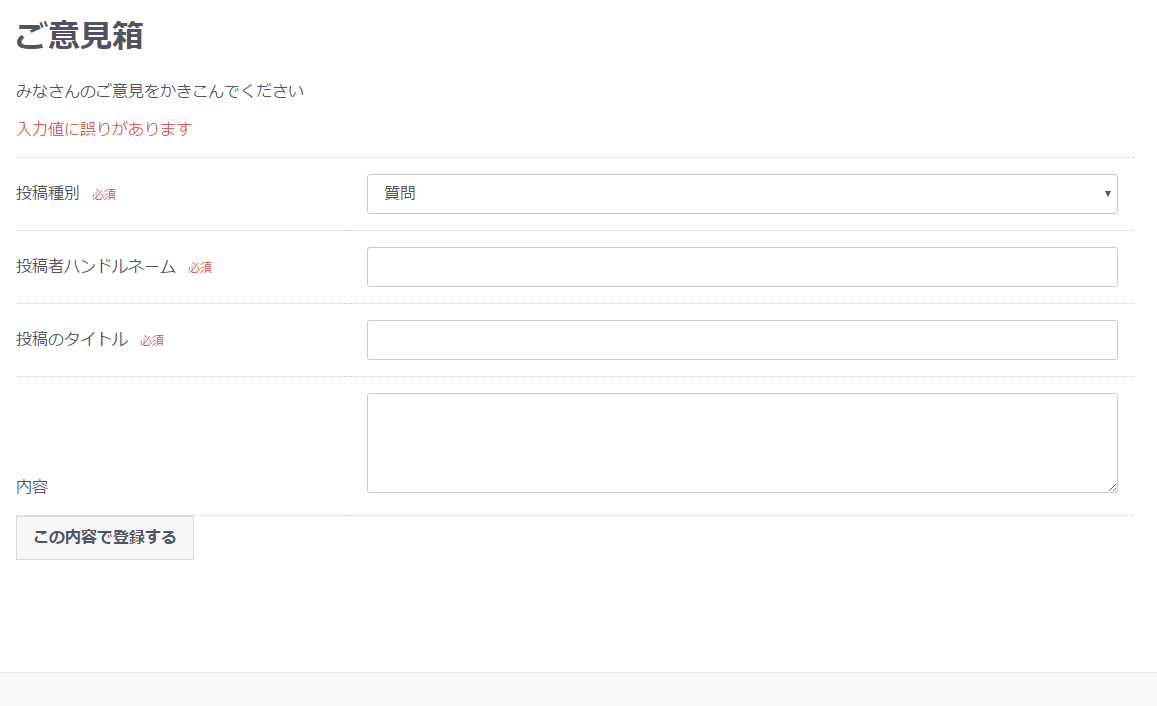 ご意見箱
みなさんのご意見をかきこんでください
入力値に誤りがあります
投稿種別 必須 質問
投稿者ハンドルネーム 必須
投稿のタイトル 必須
内容
この内容で登録する